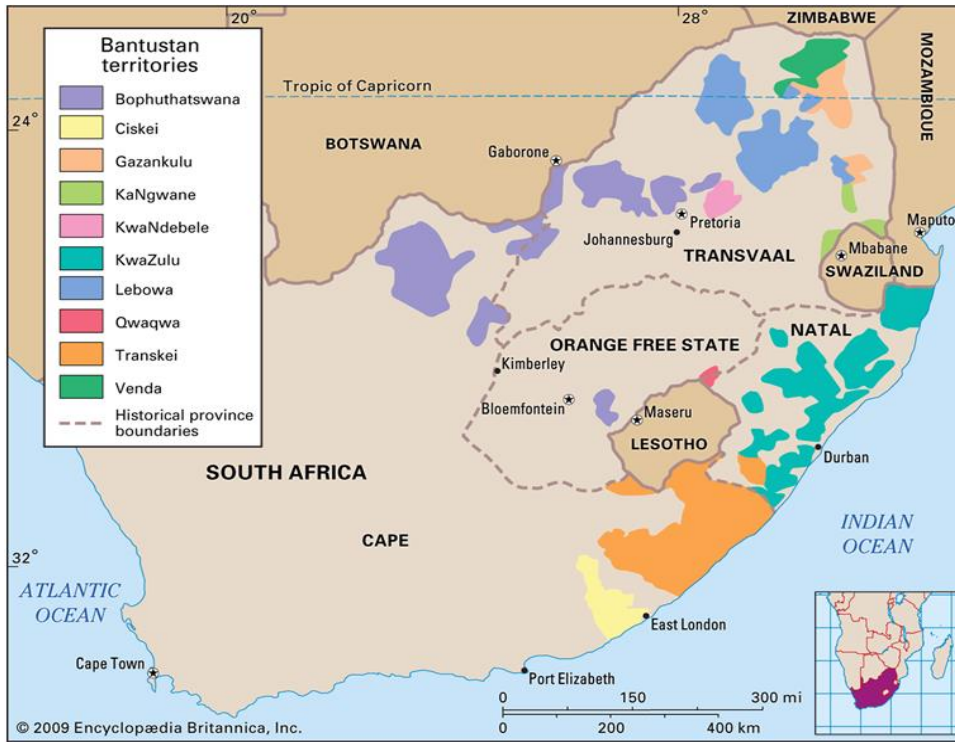 20°
28°
ZIMBABWE
MOZAMBIQUE
Bantustan
territories
Bophuthatswana
Ciskei
Gazankulu
KaNgwane
KwaNdebele
KwaZulu
Lebowa
Qwaqwa
Transkei
Venda
Historical province
boundaries
Tropic of Capricorn
24°
BOTSWANA
Gaborone
Pretoria
Johannesburg
TRANSVAAL
Maputo
Mbabane
SWAZILAND
NATAL
ORANGE FREE STATE
Kimberley
Bloemfontein
Maseru
LESOTHO
Durban
SOUTH AFRICA
CAPE
INDIAN
OCEAN
32°
ATLANTIC
OCEAN
East London
Cape Town
Port Elizabeth
0 150 300 mi
0 200 400 km
© 2009 Encyclopædia Britannica, Inc.